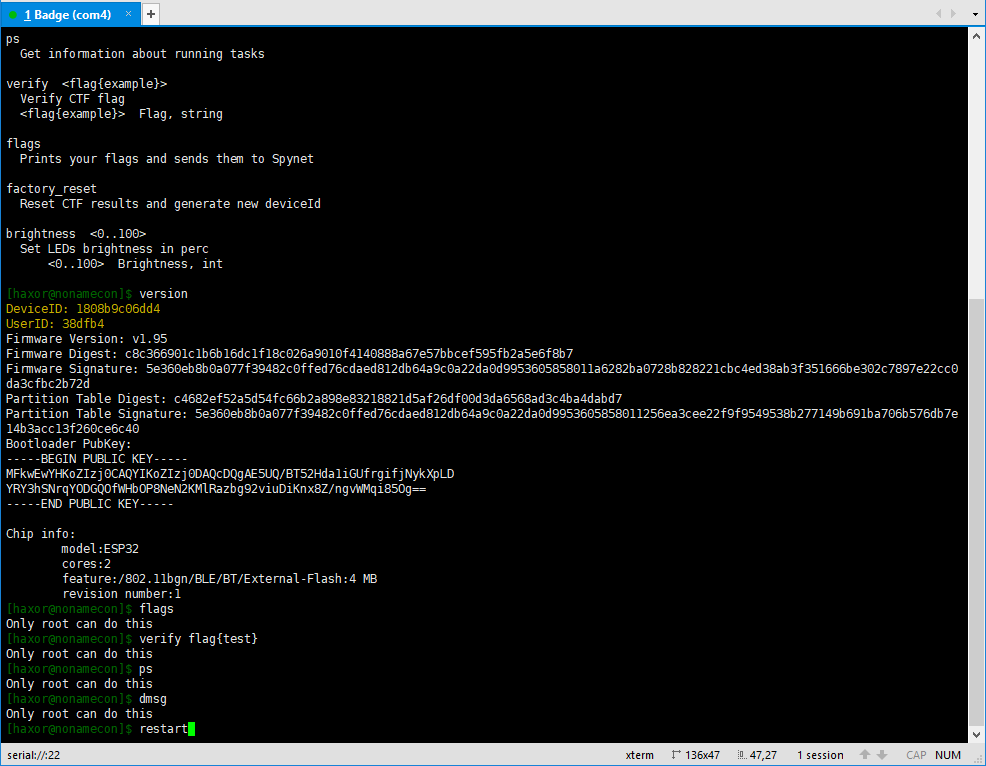 1 Badge (com4) × +
ps
Get information about running tasks
verify <flag{example}>
Verify CTF flag
<flag{example}> Flag, string
flags
Prints your flags and sends them to Spynet
factory_reset
Reset CTF results and generate new deviceId
brightness <0..100>
Set LEDs brightness in perc
<0..100> Brightness, int
[haxor@nonamecon]$ version
DeviceID: 1808b9c06dd4
UserID: 38dfb4
Firmware Version: v1.95
Firmware Digest: c8c366901c1b6b16dc1f18c026a9010f4140888a67e57bbcef595fb2a5e6f8b7
Firmware Signature: 5e360eb8b0a077f39482c0ffed76cdaed812db64a9c0a22da0d9953605858011a6282ba0728b828221cbc4ed38ab3f351666be302c7897e22cc0
da3cfbc2b72d
Partition Table Digest: c4682ef52a5d54fc66b2a898e83218821d5af26df00d3da6568ad3c4ba4dabd7
Partition Table Signature: 5e360eb8b0a077f39482c0ffed76cdaed812db64a9c0a22da0d9953605858011256ea3cee22f9f9549538b277149b691ba706b576db7e
14b3acc13f260ce6c40
Bootloader PubKey:
-----BEGIN PUBLIC KEY-----
MFkwEwYHKoZIzj0CAQYIKoZIzj0DAQcDQgAE5UQ/BT52Hda1iGUfrgifjNykXpLD
YRY3hSNrqYODGQOfWHbOP8NeN2KMlRazbg92viuDiKnx8Z/ngvWMqi85Og==
-----END PUBLIC KEY-----
Chip info:
model:ESP32
cores:2
feature:/802.11bgn/BLE/BT/External-Flash:4 MB
revision number:1
[haxor@nonamecon]$ flags
Only root can do this
[haxor@nonamecon]$ verify flag{test}
Only root can do this
[haxor@nonamecon]$ ps
Only root can do this
[haxor@nonamecon]$ dmsg
Only root can do this
[haxor@nonamecon]$ restart
serial://:22 xterm 136x47 47,27 1 session CAP NUM